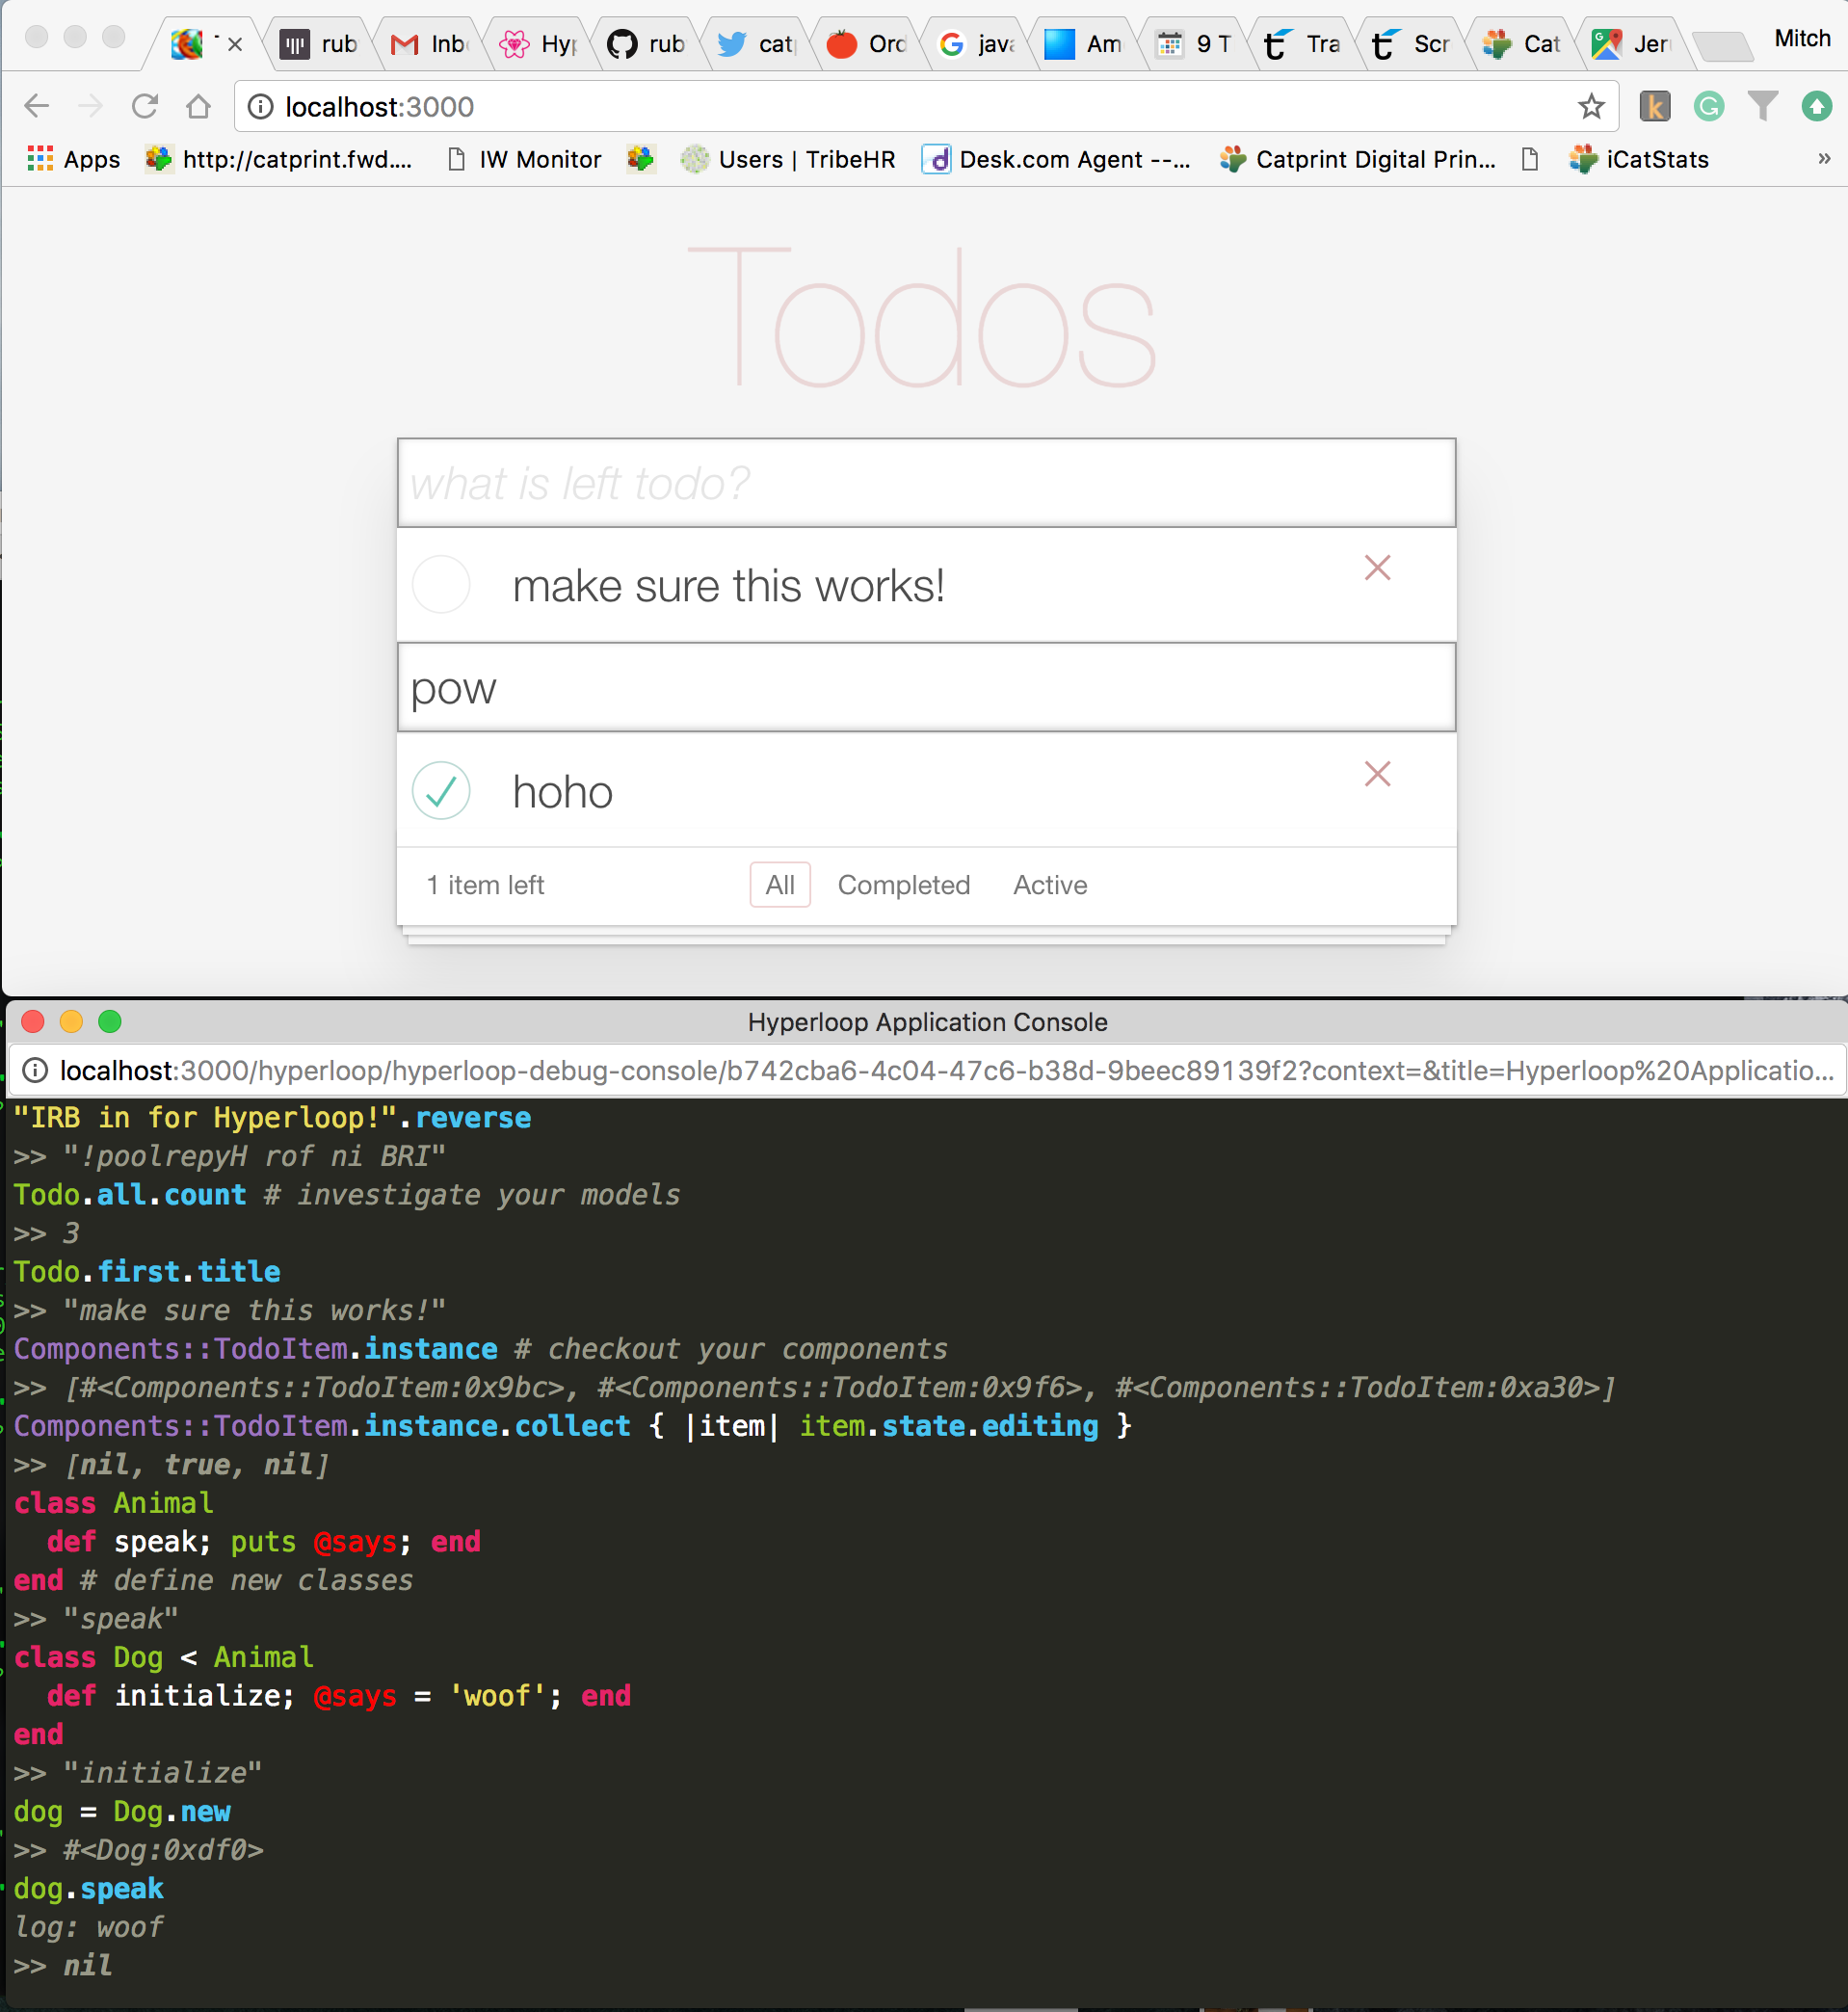 rub Inb Hyp rub cat Ord java Am 9 T Tra Scr Cat Jer Mitch
localhost:3000
Apps http://catprint.fwd.... IW Monitor Users | TribeHR Desk.com Agent --... Catprint Digital Prin... iCatStats »
Todos
what is left todo?
make sure this works!
pow
hoho
1 item left All Completed Active
Hyperloop Application Console
localhost:3000/hyperloop/hyperloop-debug-console/b742cba6-4c04-47c6-b38d-9beec89139f2?context=&title=Hyperloop%20Applicatio...
"IRB in for Hyperloop!".reverse
>> "!poolrepyH rof ni BRI"
Todo.all.count # investigate your models
>> 3
Todo.first.title
>> "make sure this works!"
Components::TodoItem.instance # checkout your components
>> [#<Components::TodoItem:0x9bc>, #<Components::TodoItem:0x9f6>, #<Components::TodoItem:0xa30>]
Components::TodoItem.instance.collect { |item| item.state.editing }
>> [nil, true, nil]
class Animal
  def speak; puts @says; end
end # define new classes
>> "speak"
class Dog < Animal
  def initialize; @says = 'woof'; end
end
>> "initialize"
dog = Dog.new
>> #<Dog:0xdf0>
dog.speak
log: woof
>> nil